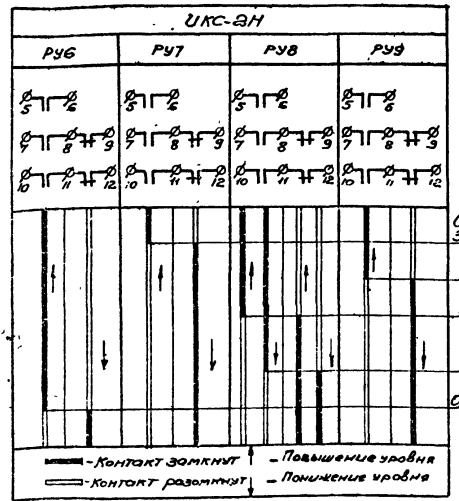 ИКС-2Н
РУ6 РУ7 РУ8 РУ9
5 6 5 6 5 6 5 6
7 8 9 7 8 9 7 8 9 7 8 9
10 11 12 10 11 12 10 11 12 10 11 12
- Контакт замкнут - Повышение уровня
- Контакт разомкнут - Понижение уровня